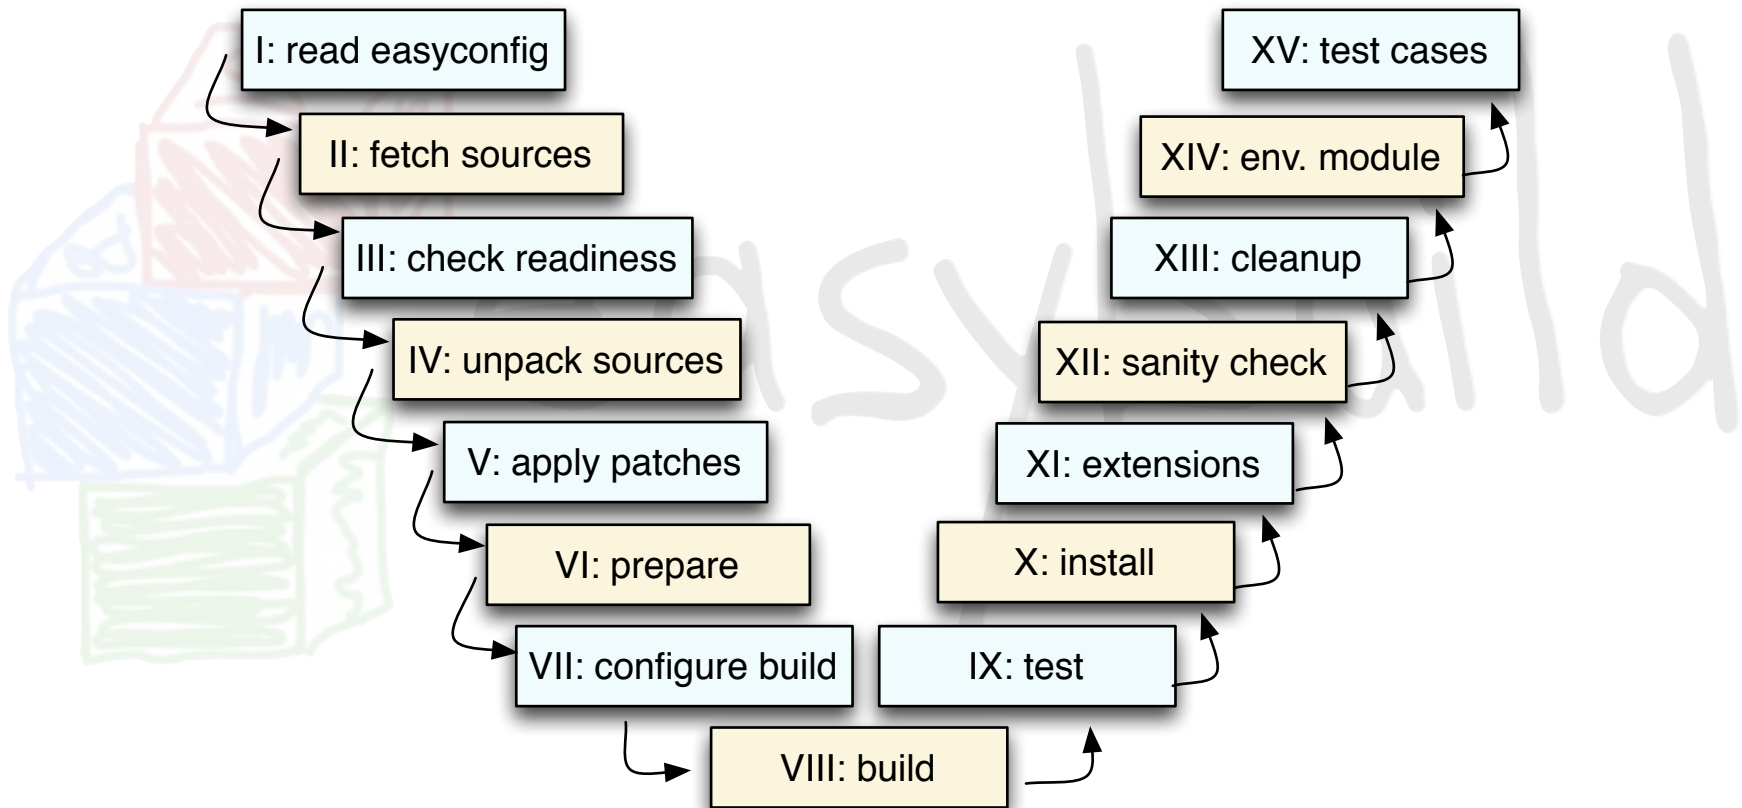 I: read easyconfig
II: fetch sources
III: check readiness
IV: unpack sources
V: apply patches
VI: prepare
VII: configure build
VIII: build
IX: test
X: install
XI: extensions
XII: sanity check
XIII: cleanup
XIV: env. module
XV: test cases
easybuild